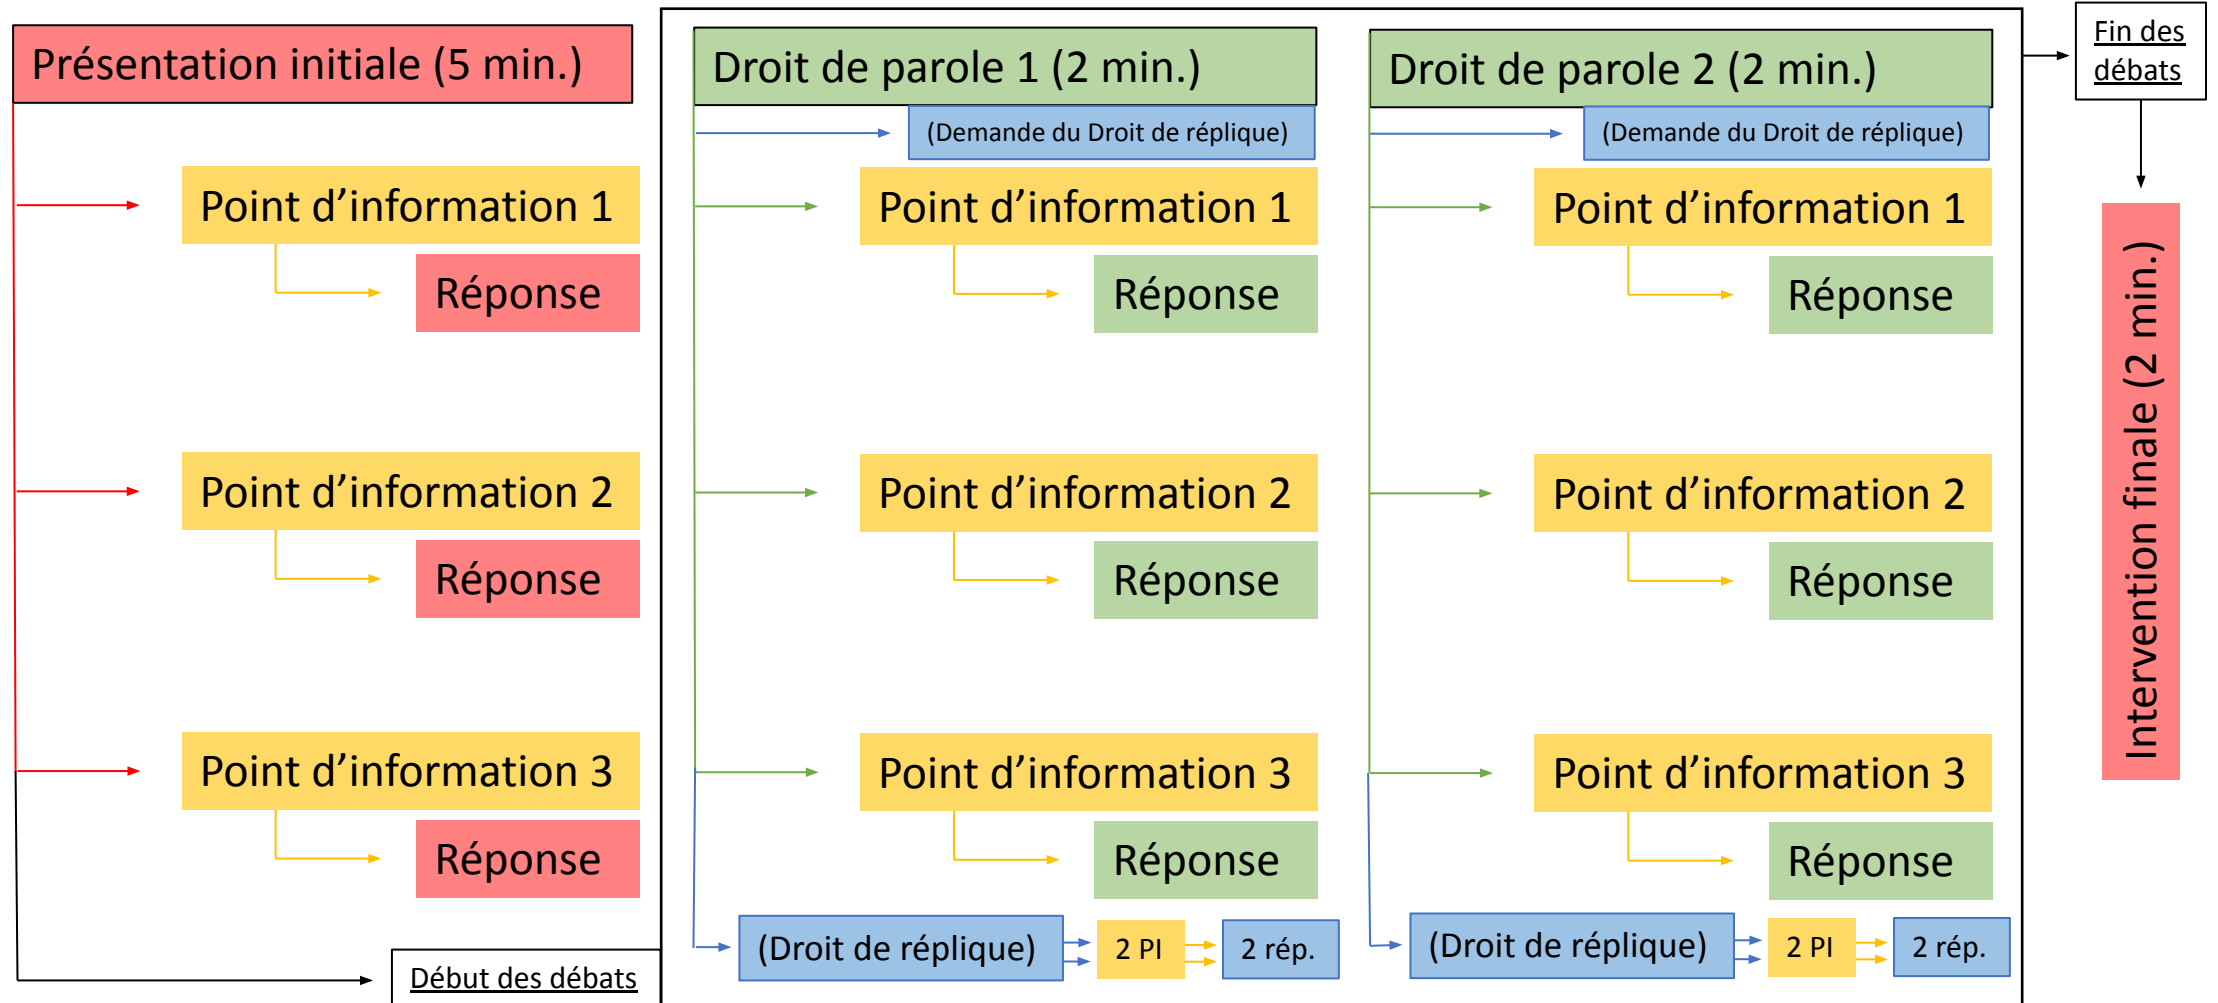 Présentation initiale (5 min.)
Point d’information 1
Réponse
Point d’information 2
Réponse
Point d’information 3
Réponse
Début des débats
Droit de parole 1 (2 min.)
(Demande du Droit de réplique)
Point d’information 1
Réponse
Point d’information 2
Réponse
Point d’information 3
Réponse
(Droit de réplique)
2 PI
2 rép.
Droit de parole 2 (2 min.)
(Demande du Droit de réplique)
Point d’information 1
Réponse
Point d’information 2
Réponse
Point d’information 3
Réponse
(Droit de réplique)
2 PI
2 rép.
Fin des
débats
Intervention finale (2 min.)